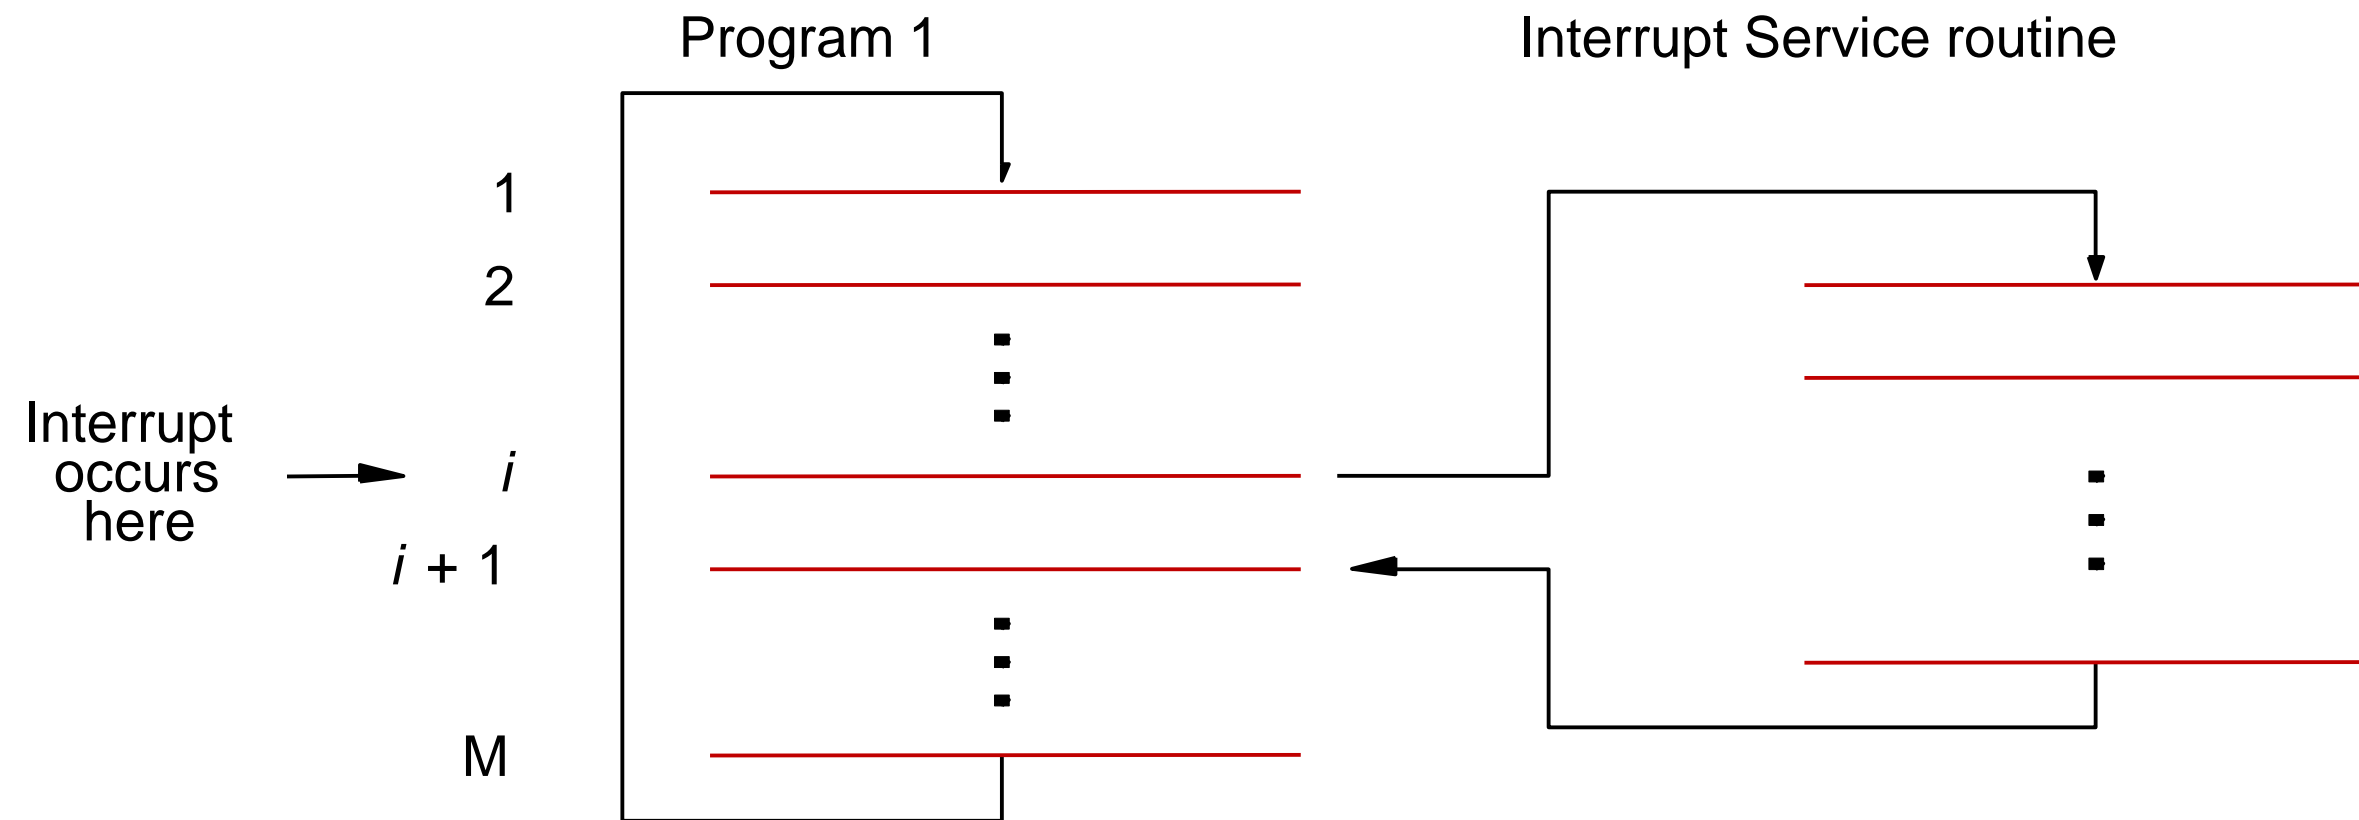 Program 1
Interrupt Service routine
1
2
Interrupt
occurs
here
i
i + 1
M